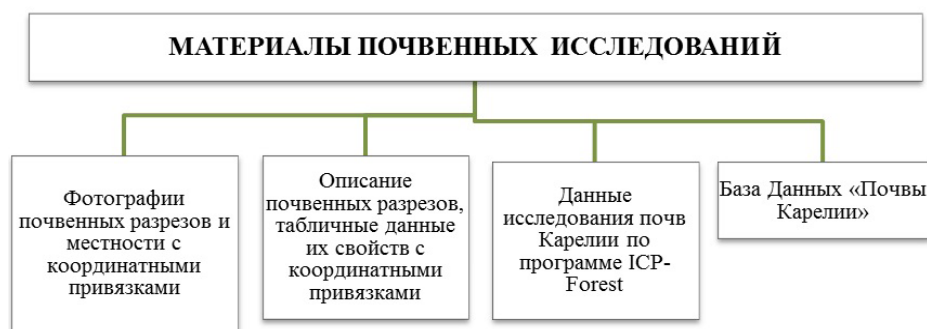 МАТЕРИАЛЫ ПОЧВЕННЫХ ИССЛЕДОВАНИЙ
Фотографии
почвенных разрезов и
местности с
координатными
привязками
Описание
почвенных разрезов,
табличные данные
их свойств с
координатными
привязками
Данные
исследования почв
Карелии по
программе ICP-
Forest
База Данных «Почвы
Карелии»